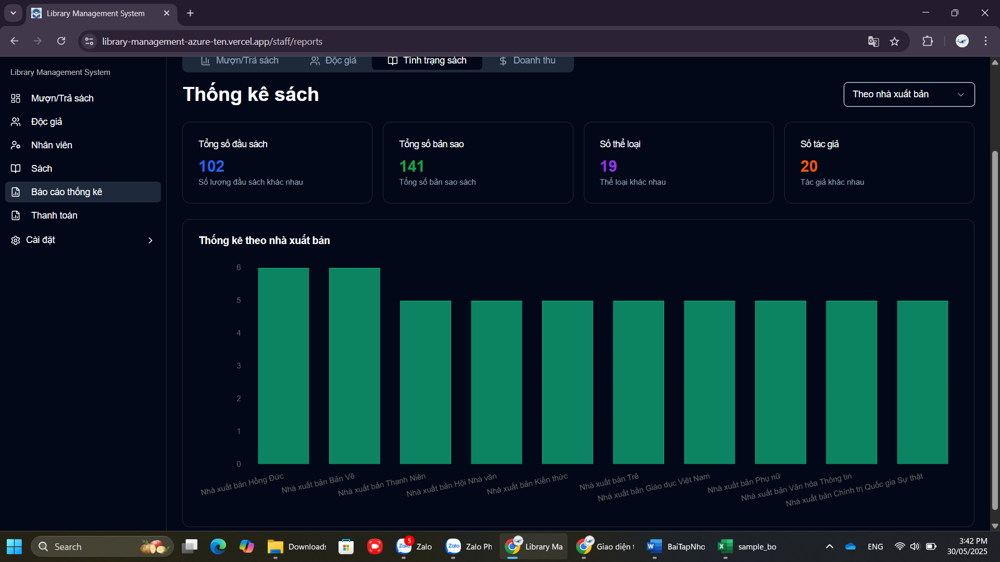 Library Management System
library-management-azure-ten.vercel.app/staff/reports
Library Management System
Mượn/Trả sách
Độc giả
Nhân viên
Sách
Báo cáo thống kê
Thanh toán
Cài đặt
Mượn/Trả sách
Độc giả
Tình trạng sách
Doanh thu
Thống kê sách
Theo nhà xuất bản
Tổng số đầu sách
102
Số lượng đầu sách khác nhau
Tổng số bản sao
141
Tổng số bản sao sách
Số thể loại
19
Thể loại khác nhau
Số tác giả
20
Tác giả khác nhau
Thống kê theo nhà xuất bản
6
5
4
3
2
1
0
Nhà xuất bản Hồng Đức
Nhà xuất bản Bản Vẽ
Nhà xuất bản Thanh Niên
Nhà xuất bản Hội Nhà văn
Nhà xuất bản Kiến thức
Nhà xuất bản Trẻ
Nhà xuất bản Giáo dục Việt Nam
Nhà xuất bản Phụ nữ
Nhà xuất bản Văn hóa Thông tin
Nhà xuất bản Chính trị Quốc gia Sự thật
Search
Downloads
5
Zalo
Zalo
Zalo
Zalo Ph
Library Ma
Giao diện t
BaiTapNho
sample_bo
ENG
3:42 PM
30/05/2025